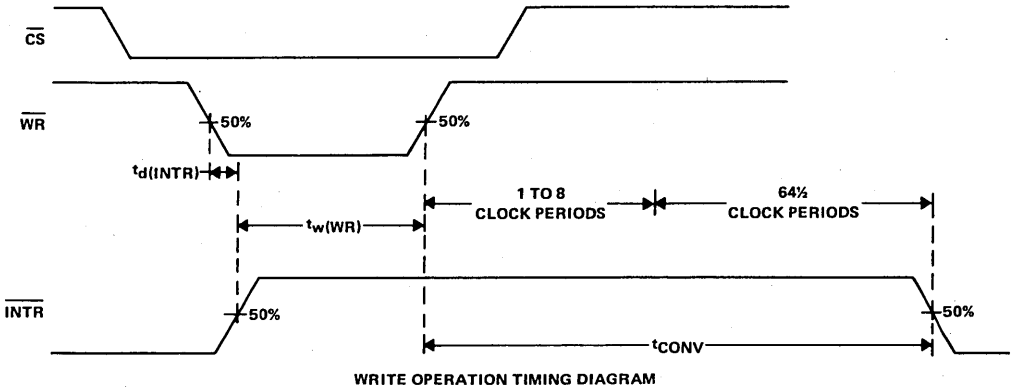 CS
WR
50%
50%
td(INTR)
1 TO 8
CLOCK PERIODS
64½
CLOCK PERIODS
tw(WR)
INTR
50%
50%
tCONV
WRITE OPERATION TIMING DIAGRAM